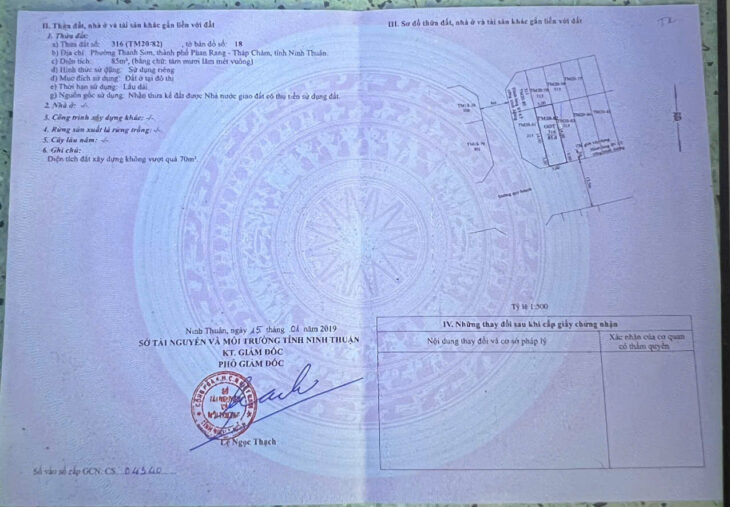 II. Thửa đất, nhà ở và tài sản khác gắn liền với đất
1. Thửa đất:
a) Thửa đất số: 316 (TM20-82) , tờ bản đồ số: 18
b) Địa chỉ: Phường Thanh Sơn, thành phố Phan Rang - Tháp Chàm, tỉnh Ninh Thuận.
c) Diện tích: 85m², (bằng chữ: tám mươi lăm mét vuông)
d) Hình thức sử dụng: Sử dụng riêng
đ) Mục đích sử dụng: Đất ở tại đô thị
e) Thời hạn sử dụng: Lâu dài
g) Nguồn gốc sử dụng: Nhận thừa kế đất được Nhà nước giao đất có thu tiền sử dụng đất.
2. Nhà ở: -/-
3. Công trình xây dựng khác: -/-
4. Rừng sản xuất là rừng trồng: -/-
5. Cây lâu năm: -/-
6. Ghi chú:
Diện tích đất xây dựng không vượt quá 70m².
Ninh Thuận, ngày 15 tháng 01 năm 2019
SỞ TÀI NGUYÊN VÀ MÔI TRƯỜNG TỈNH NINH THUẬN
KT. GIÁM ĐỐC
PHÓ GIÁM ĐỐC
Lê Ngọc Thạch
Số vào sổ cấp GCN: CS 04540
III. Sơ đồ thửa đất, nhà ở và tài sản khác gắn liền với đất
Đường quy hoạch
Tỷ lệ 1:500
IV. Những thay đổi sau khi cấp giấy chứng nhận
Nội dung thay đổi và cơ sở pháp lý
Xác nhận của cơ quan
có thẩm quyền